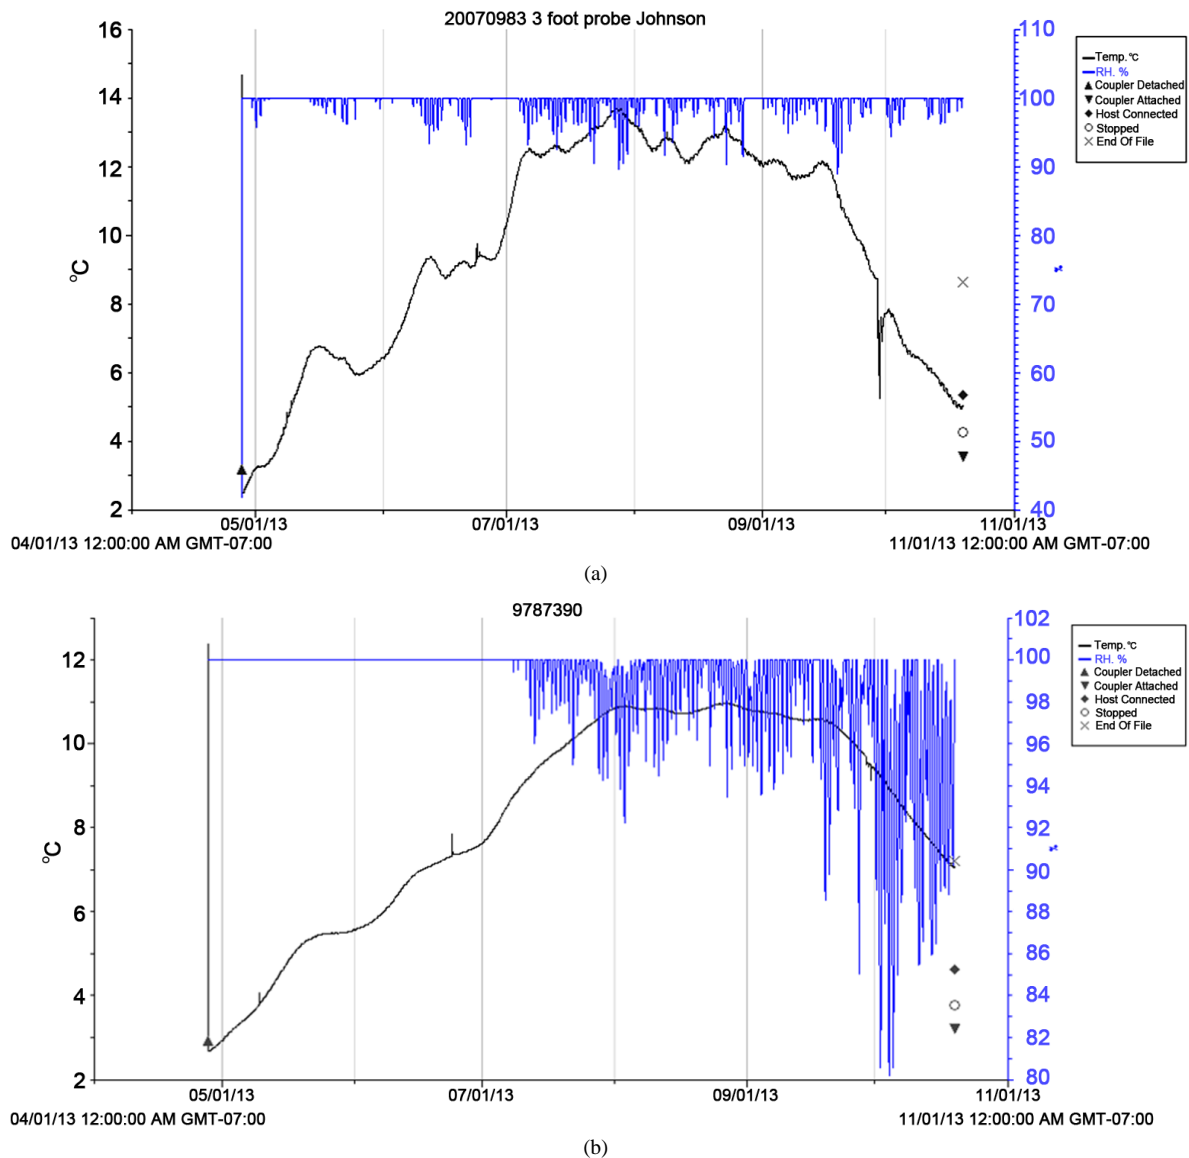 20070983 3 foot probe Johnson
16
14
12
10
8
6
4
2
°C
110
100
90
80
70
60
50
40
%
Temp. °C
RH. %
Coupler Detached
Coupler Attached
Host Connected
Stopped
End Of File
05/01/13
07/01/13
09/01/13
11/01/13
04/01/13 12:00:00 AM GMT-07:00
11/01/13 12:00:00 AM GMT-07:00
(a)
9787390
12
10
8
6
4
2
°C
102
100
98
96
94
92
90
88
86
84
82
80
%
Temp. °C
RH. %
Coupler Detached
Coupler Attached
Host Connected
Stopped
End Of File
05/01/13
07/01/13
09/01/13
11/01/13
04/01/13 12:00:00 AM GMT-07:00
11/01/13 12:00:00 AM GMT-07:00
(b)